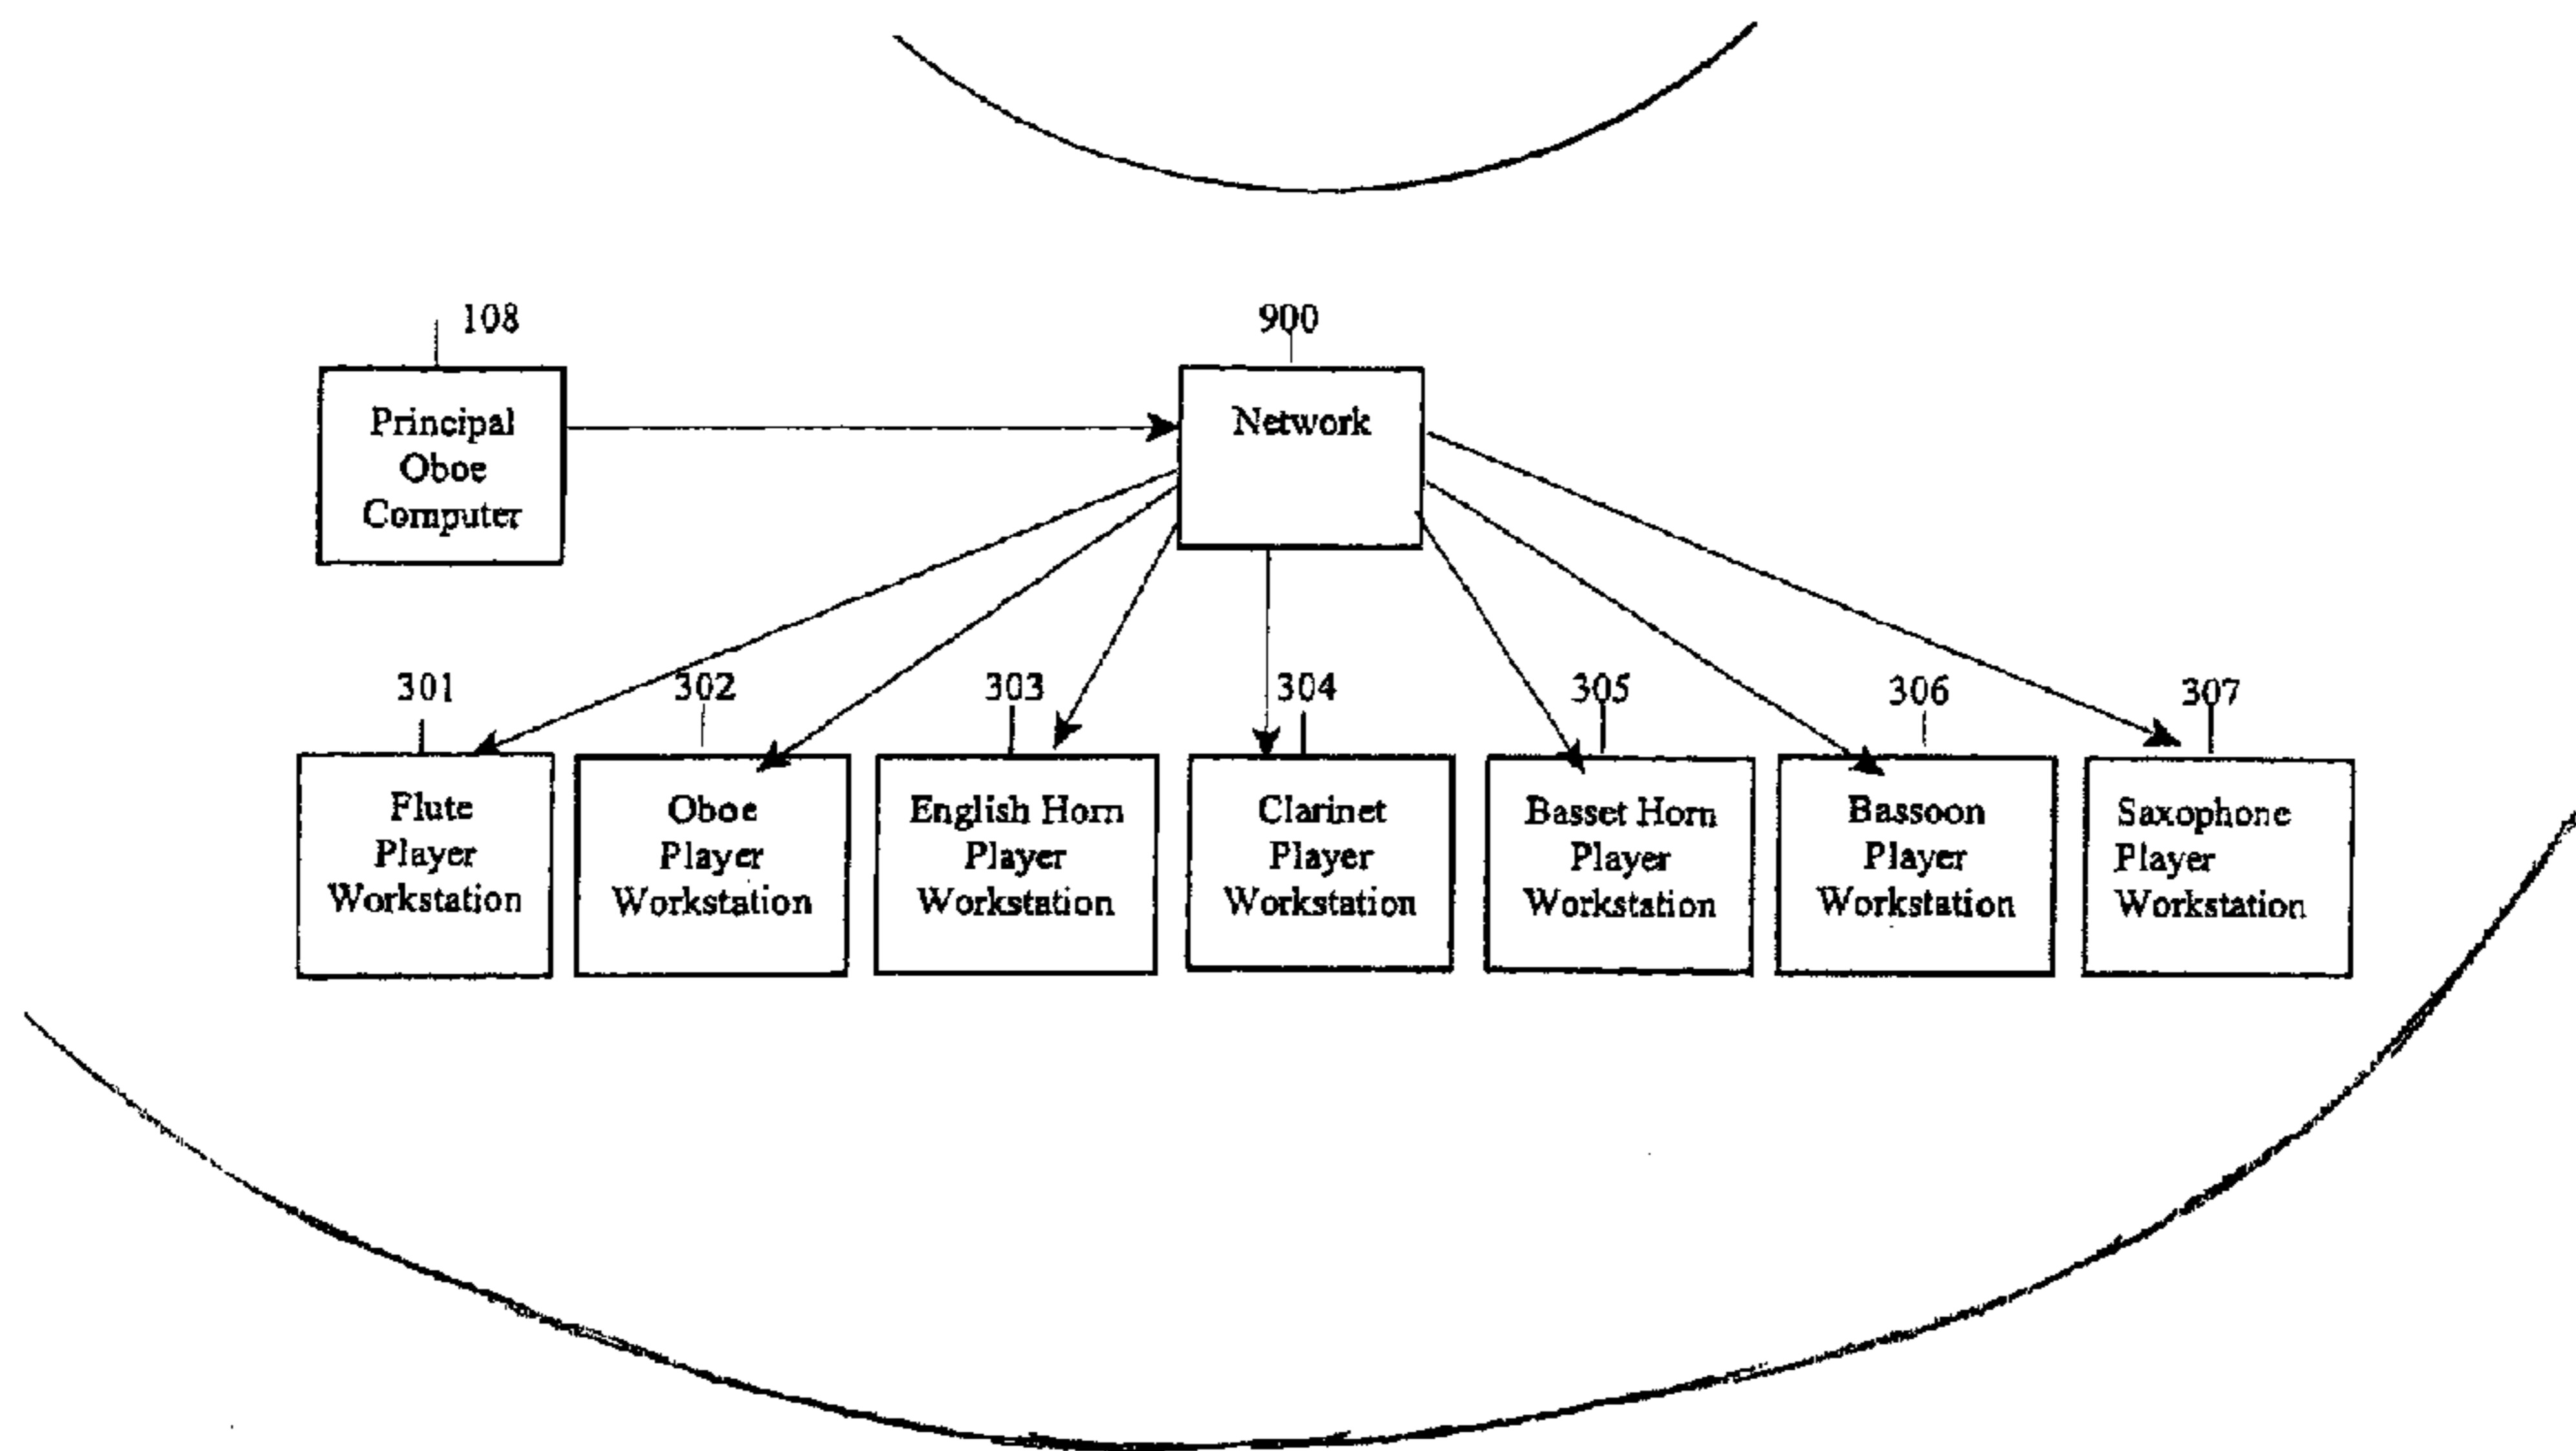 108
900
Principal
Oboe
Computer
Network
301
302
303
304
305
306
307
Flute
Player
Workstation
Oboe
Player
Workstation
English Horn
Player
Workstation
Clarinet
Player
Workstation
Basset Horn
Player
Workstation
Bassoon
Player
Workstation
Saxophone
Player
Workstation